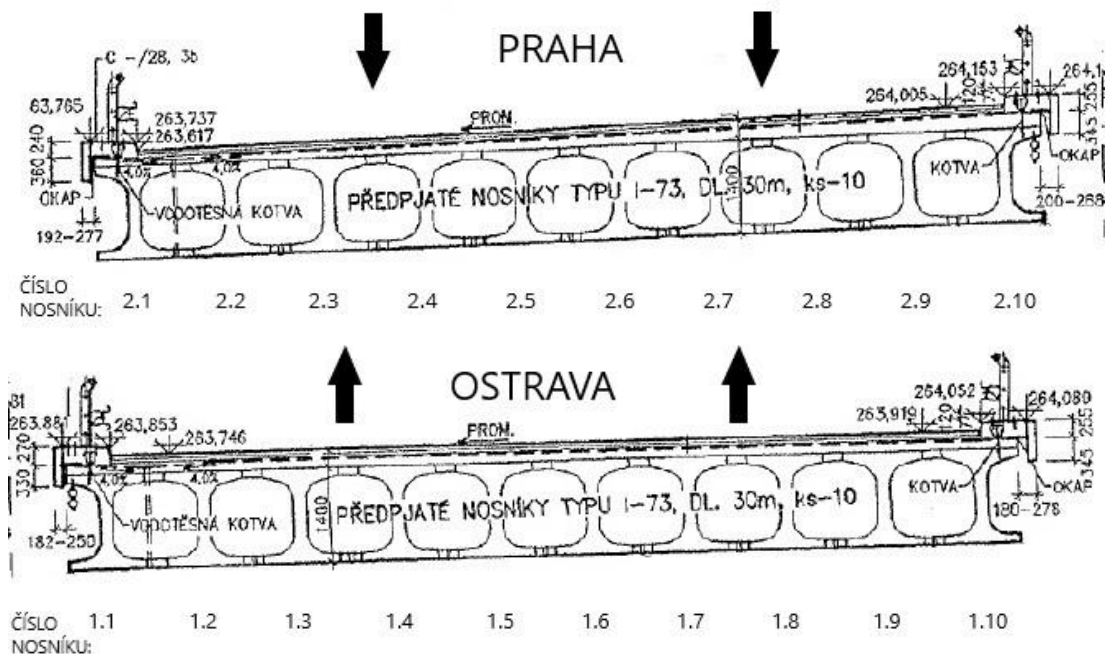 PRAHA
C -/28, 3b
63,765
263,737
263,617
240
360
OKAP
4,0%
4,0%
PROM.
VODOTĚSNÁ KOTVA
192-277
PŘEDPJATÉ NOSNÍKY TYPU I-73, DL. 30m, ks-10
1400
264,005
264,153
120
264,1
255
345
KOTVA
OKAP
200-268
ČÍSLO
NOSNÍKU: 2.1 2.2 2.3 2.4 2.5 2.6 2.7 2.8 2.9 2.10
OSTRAVA
263,881
263,853
263,746
270
330
4,0%
PROM.
VODOTĚSNÁ KOTVA
182-250
1400
PŘEDPJATÉ NOSNÍKY TYPU I-73, DL. 30m, ks-10
263,919
264,052
120
264,080
255
345
KOTVA
OKAP
180-278
ČÍSLO
NOSNÍKU: 1.1 1.2 1.3 1.4 1.5 1.6 1.7 1.8 1.9 1.10